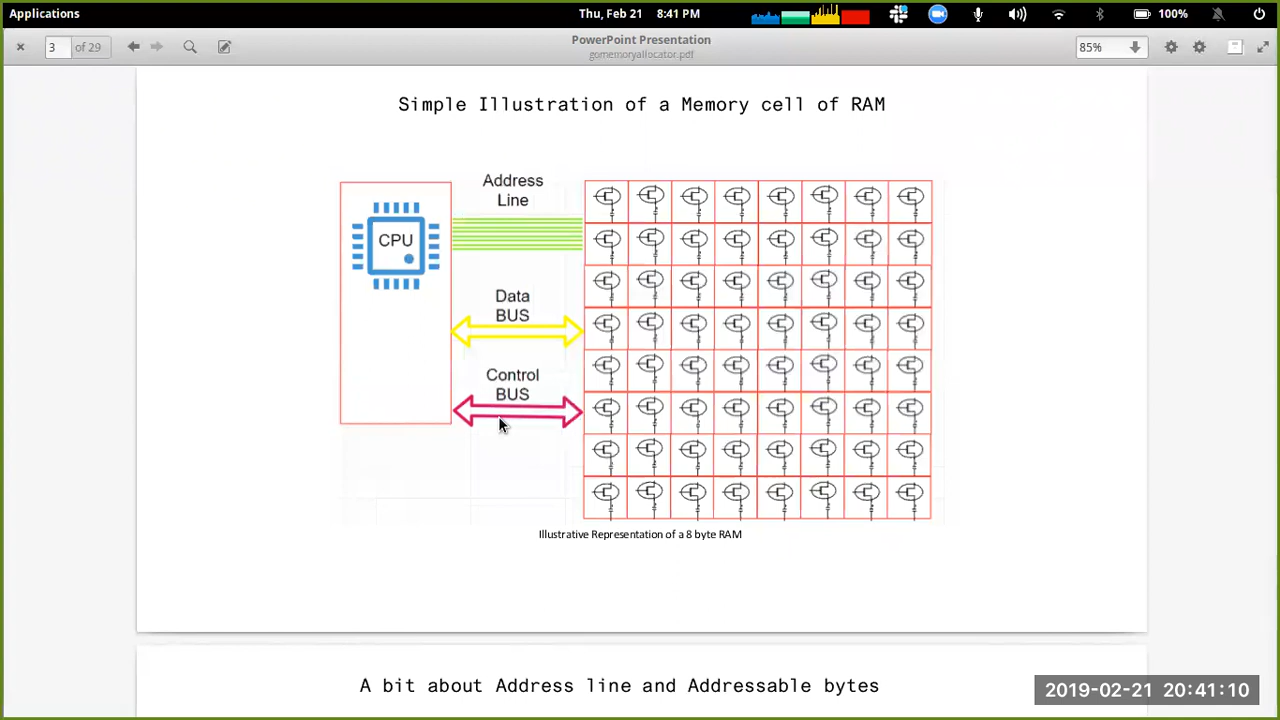 Applications
Thu, Feb 21 8:41 PM
100%
3 of 29
PowerPoint Presentation
gomemoryallocator.pdf
85%
Simple Illustration of a Memory cell of RAM
Address
Line
CPU
Data
BUS
Control
BUS
Illustrative Representation of a 8 byte RAM
A bit about Address line and Addressable bytes
2019-02-21 20:41:10